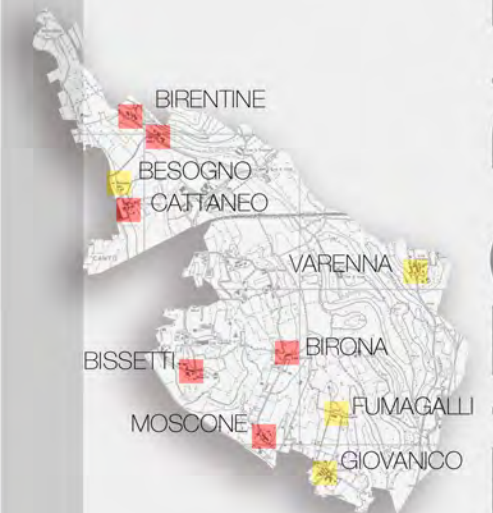 BIRENTINE
BESOGNO
CATTANEO
VARENNA
BIRONA
BISSETTI
FUMAGALLI
MOSCONE
GIOVANICO